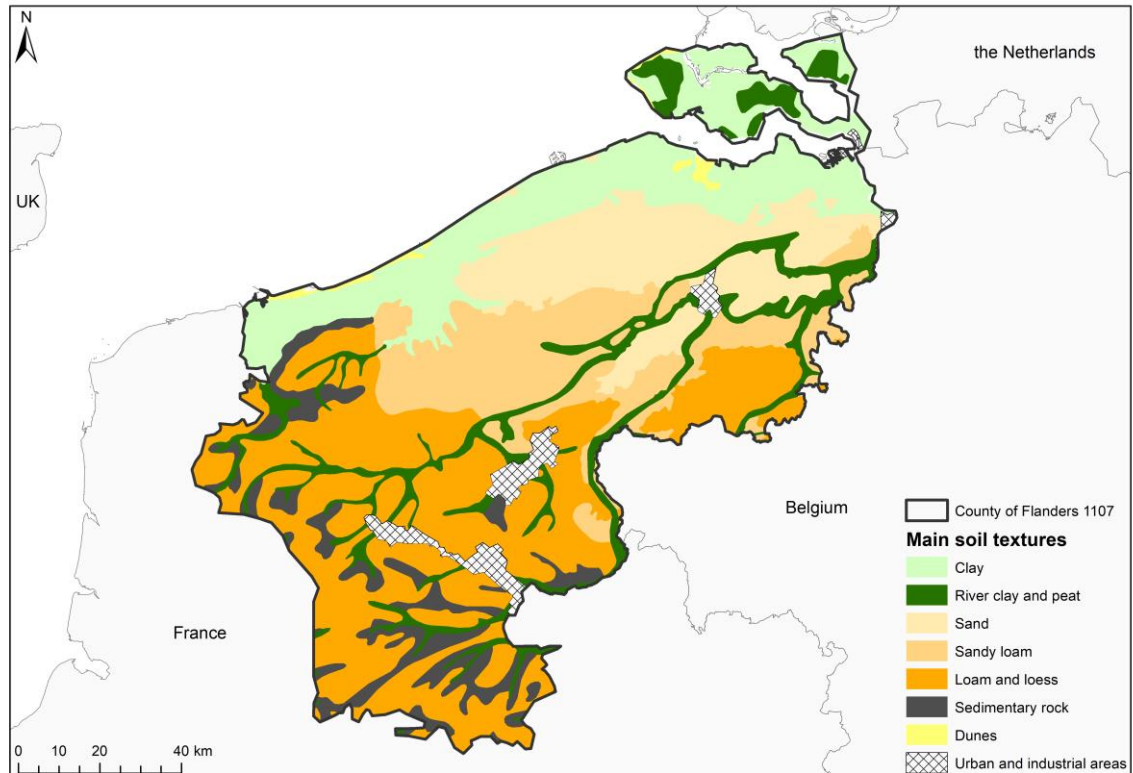 N
the Netherlands
UK
Belgium
France
County of Flanders 1107
Main soil textures
Clay
River clay and peat
Sand
Sandy loam
Loam and loess
Sedimentary rock
Dunes
Urban and industrial areas
0 10 20 40 km